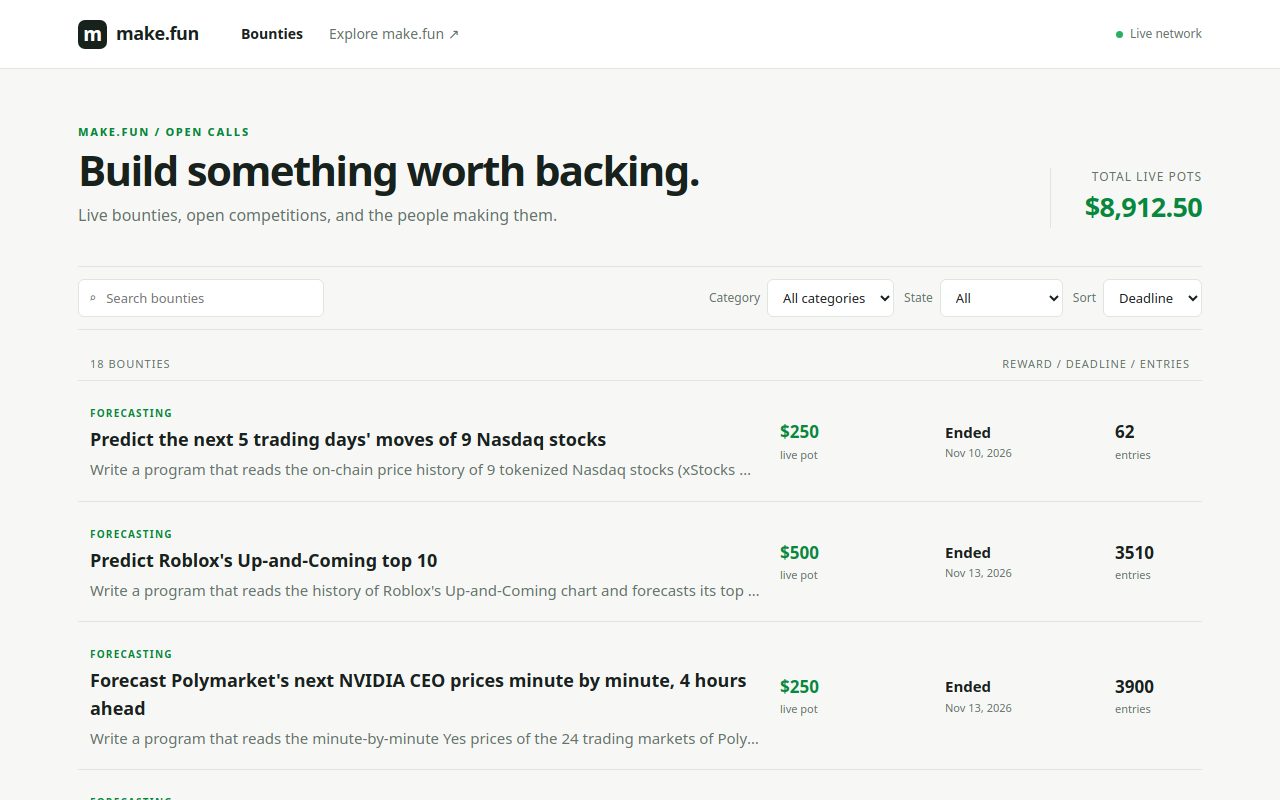 m make.fun Bounties Explore make.fun ↗ Live network
MAKE.FUN / OPEN CALLS
Build something worth backing.
Live bounties, open competitions, and the people making them.
TOTAL LIVE POTS
$8,912.50
Search bounties Category All categories State All Sort Deadline
18 BOUNTIES REWARD / DEADLINE / ENTRIES
FORECASTING
Predict the next 5 trading days' moves of 9 Nasdaq stocks
Write a program that reads the on-chain price history of 9 tokenized Nasdaq stocks (xStocks ...
$250
live pot
Ended
Nov 10, 2026
62
entries
FORECASTING
Predict Roblox's Up-and-Coming top 10
Write a program that reads the history of Roblox's Up-and-Coming chart and forecasts its top ...
$500
live pot
Ended
Nov 13, 2026
3510
entries
FORECASTING
Forecast Polymarket's next NVIDIA CEO prices minute by minute, 4 hours
ahead
Write a program that reads the minute-by-minute Yes prices of the 24 trading markets of Poly...
$250
live pot
Ended
Nov 13, 2026
3900
entries
FORECASTING